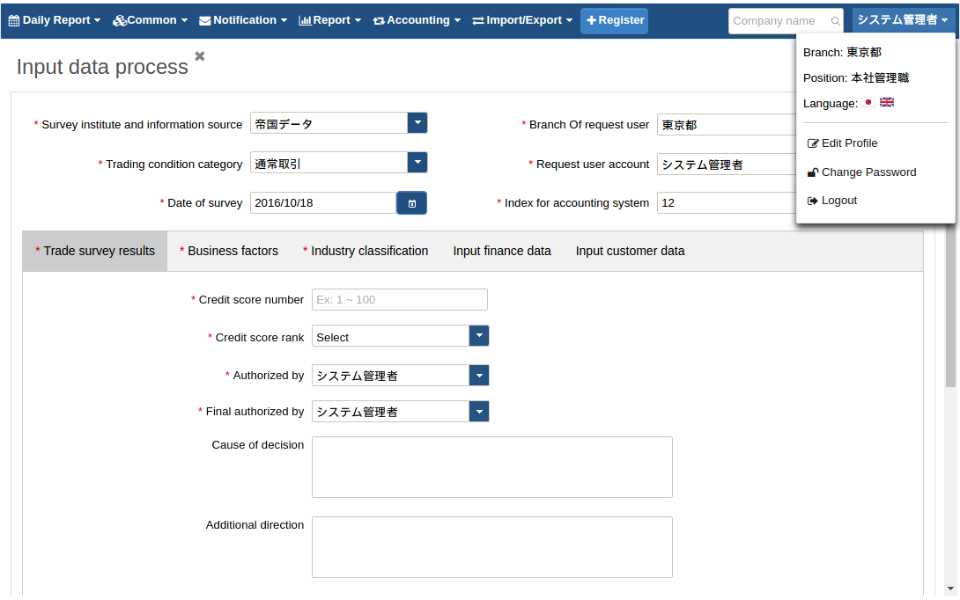 Daily Report Common Notification Report Accounting Import/Export + Register Company name システム管理者
Branch: 東京都
Position: 本社管理職
Language:
Edit Profile
Change Password
Logout
Input data process
* Survey institute and information source 帝国データ * Branch Of request user 東京都
* Trading condition category 通常取引 * Request user account システム管理者
* Date of survey 2016/10/18 * Index for accounting system 12
* Trade survey results * Business factors * Industry classification Input finance data Input customer data
* Credit score number Ex: 1 ~ 100
* Credit score rank Select
* Authorized by システム管理者
* Final authorized by システム管理者
Cause of decision
Additional direction